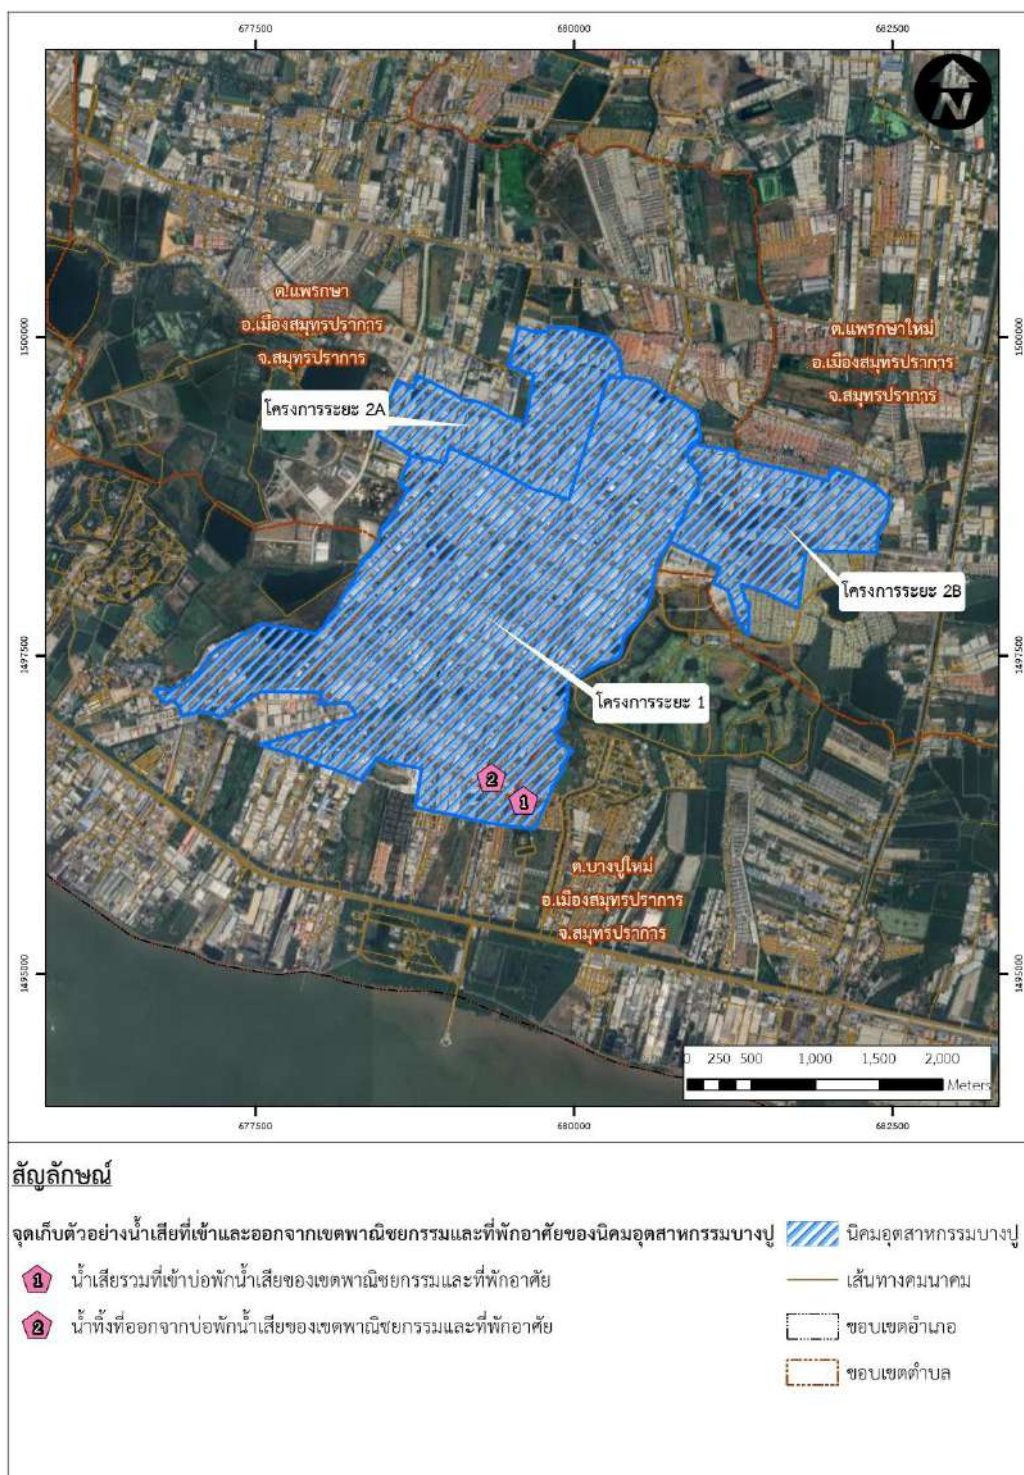 677500 680000 682500
N
ต.แพรกษา
อ.เมืองสมุทรปราการ
จ.สมุทรปราการ
ต.แพรกษาใหม่
อ.เมืองสมุทรปราการ
จ.สมุทรปราการ
1500000 1500000
โครงการระยะ 2A
โครงการระยะ 2B
1497500 1497500
โครงการระยะ 1
2
1
ต.บางปูใหม่
อ.เมืองสมุทรปราการ
จ.สมุทรปราการ
1495000 1495000
0 250 500 1,000 1,500 2,000
Meters
677500 680000 682500
สัญลักษณ์
จุดเก็บตัวอย่างน้ำเสียที่เข้าและออกจากเขตพาณิชยกรรมและที่พักอาศัยของนิคมอุตสาหกรรมบางปู
1 น้ำเสียรวมที่เข้าบ่อพักน้ำเสียของเขตพาณิชยกรรมและที่พักอาศัย
2 น้ำทิ้งที่ออกจากบ่อพักน้ำเสียของเขตพาณิชยกรรมและที่พักอาศัย
นิคมอุตสาหกรรมบางปู
เส้นทางคมนาคม
ขอบเขตอำเภอ
ขอบเขตตำบล